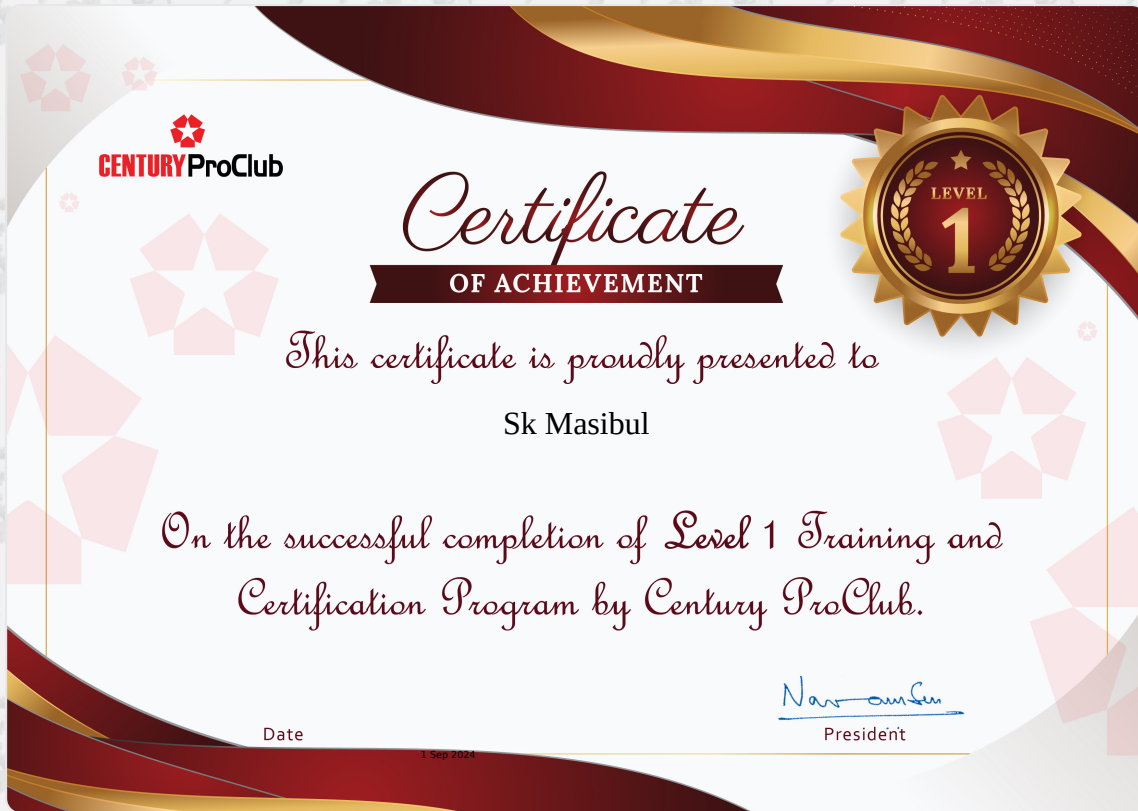 CENTURY ProClub
LEVEL
1
Certificate
OF ACHIEVEMENT
This certificate is proudly presented to
Sk Masibul
On the successful completion of Level 1 Training and
Certification Program by Century ProClub.
Date
President
1 Sep 2024